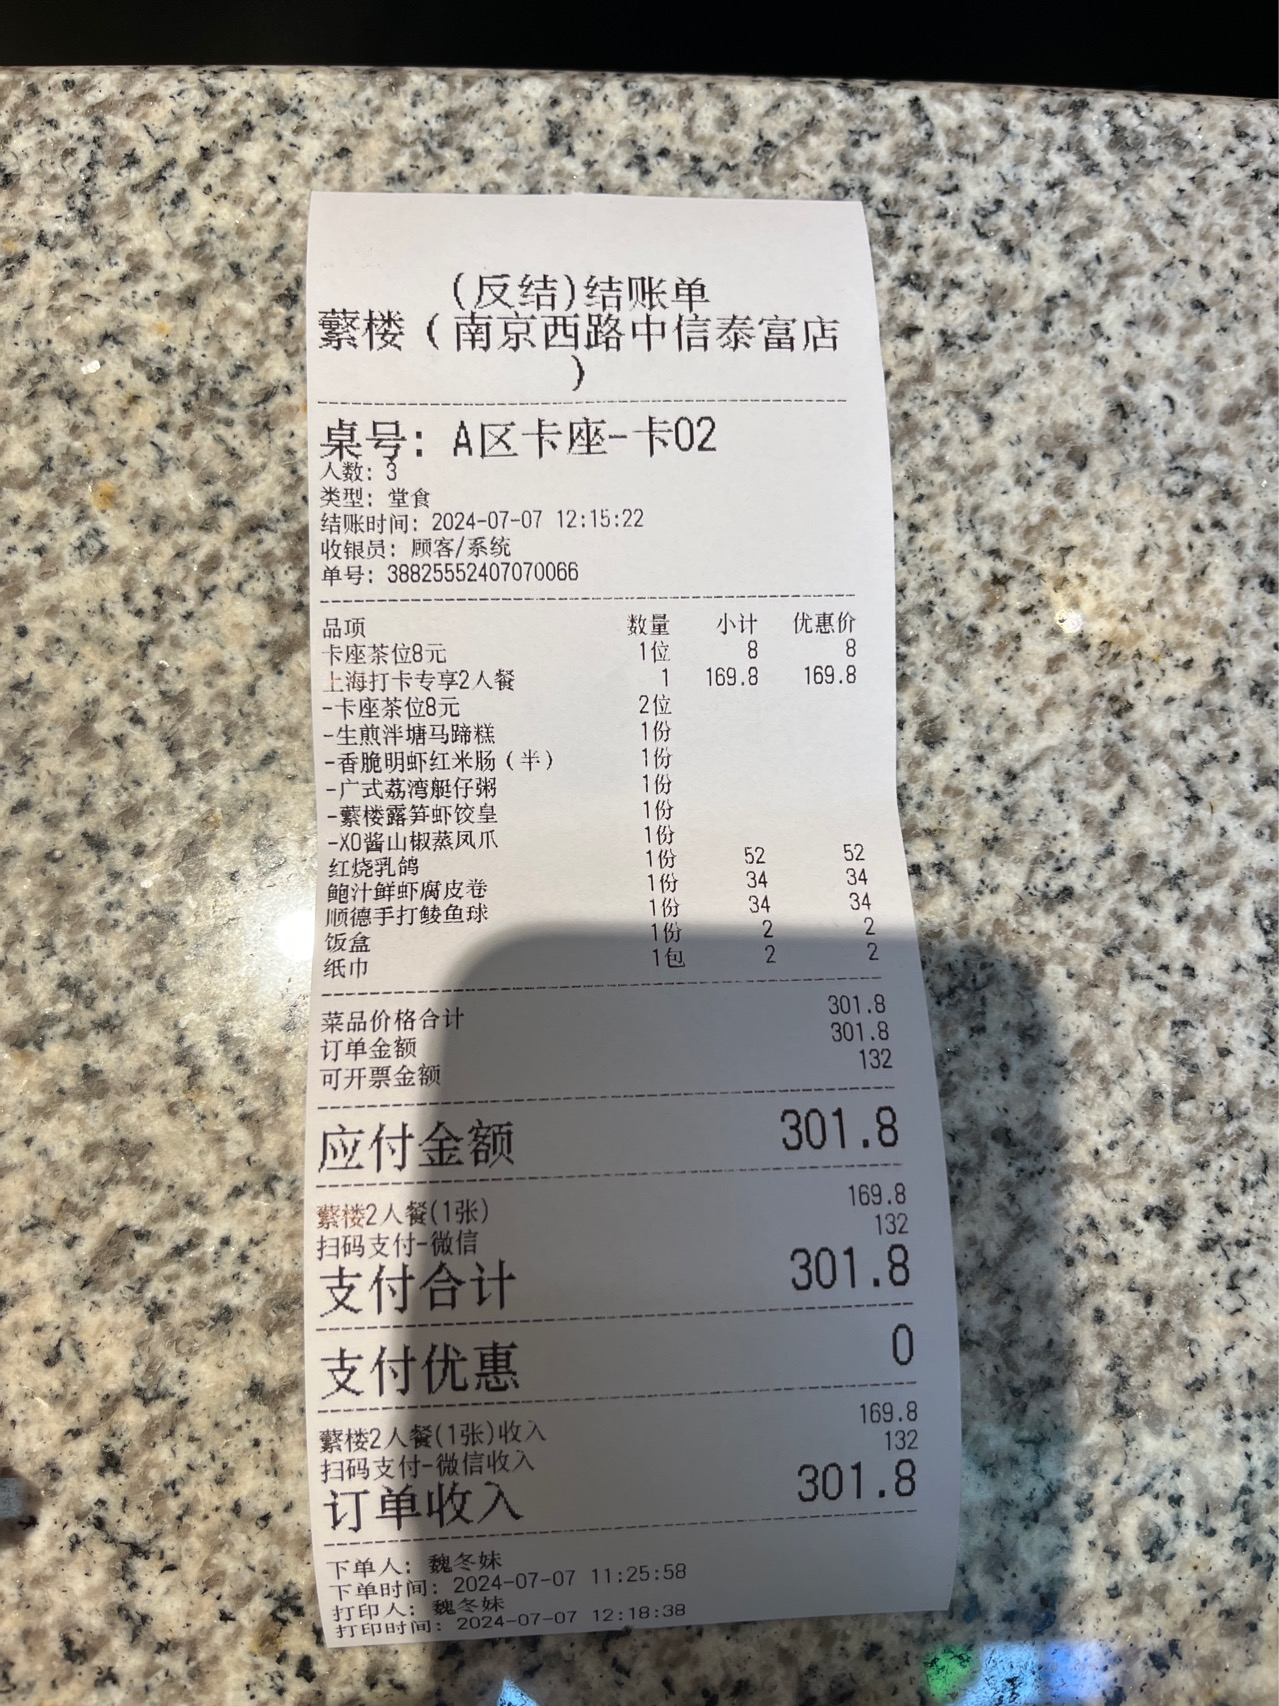 (反结)结账单
蘩楼(南京西路中信泰富店
)
桌号: A区卡座-卡02
人数: 3
类型: 堂食
结账时间: 2024-07-07 12:15:22
收银员: 顾客/系统
单号: 38825552407070066
品项 数量 小计 优惠价
卡座茶位8元 1位 8 8
上海打卡专享2人餐 1 169.8 169.8
-卡座茶位8元 2位
-生煎泮塘马蹄糕 1份
-香脆明虾红米肠(半) 1份
-广式荔湾艇仔粥 1份
-蘩楼露笋虾饺皇 1份
-XO酱山椒蒸凤爪 1份
红烧乳鸽 1份 52 52
鲍汁鲜虾腐皮卷 1份 34 34
顺德手打鲮鱼球 1份 34 34
饭盒 1份 2 2
纸巾 1包 2 2
菜品价格合计 301.8
订单金额 301.8
可开票金额 132
应付金额 301.8
蘩楼2人餐(1张) 169.8
扫码支付-微信 132
支付合计 301.8
支付优惠 0
蘩楼2人餐(1张)收入 169.8
扫码支付-微信收入 132
订单收入 301.8
下单人: 魏冬妹
下单时间: 2024-07-07 11:25:58
打印人: 魏冬妹
打印时间: 2024-07-07 12:18:38